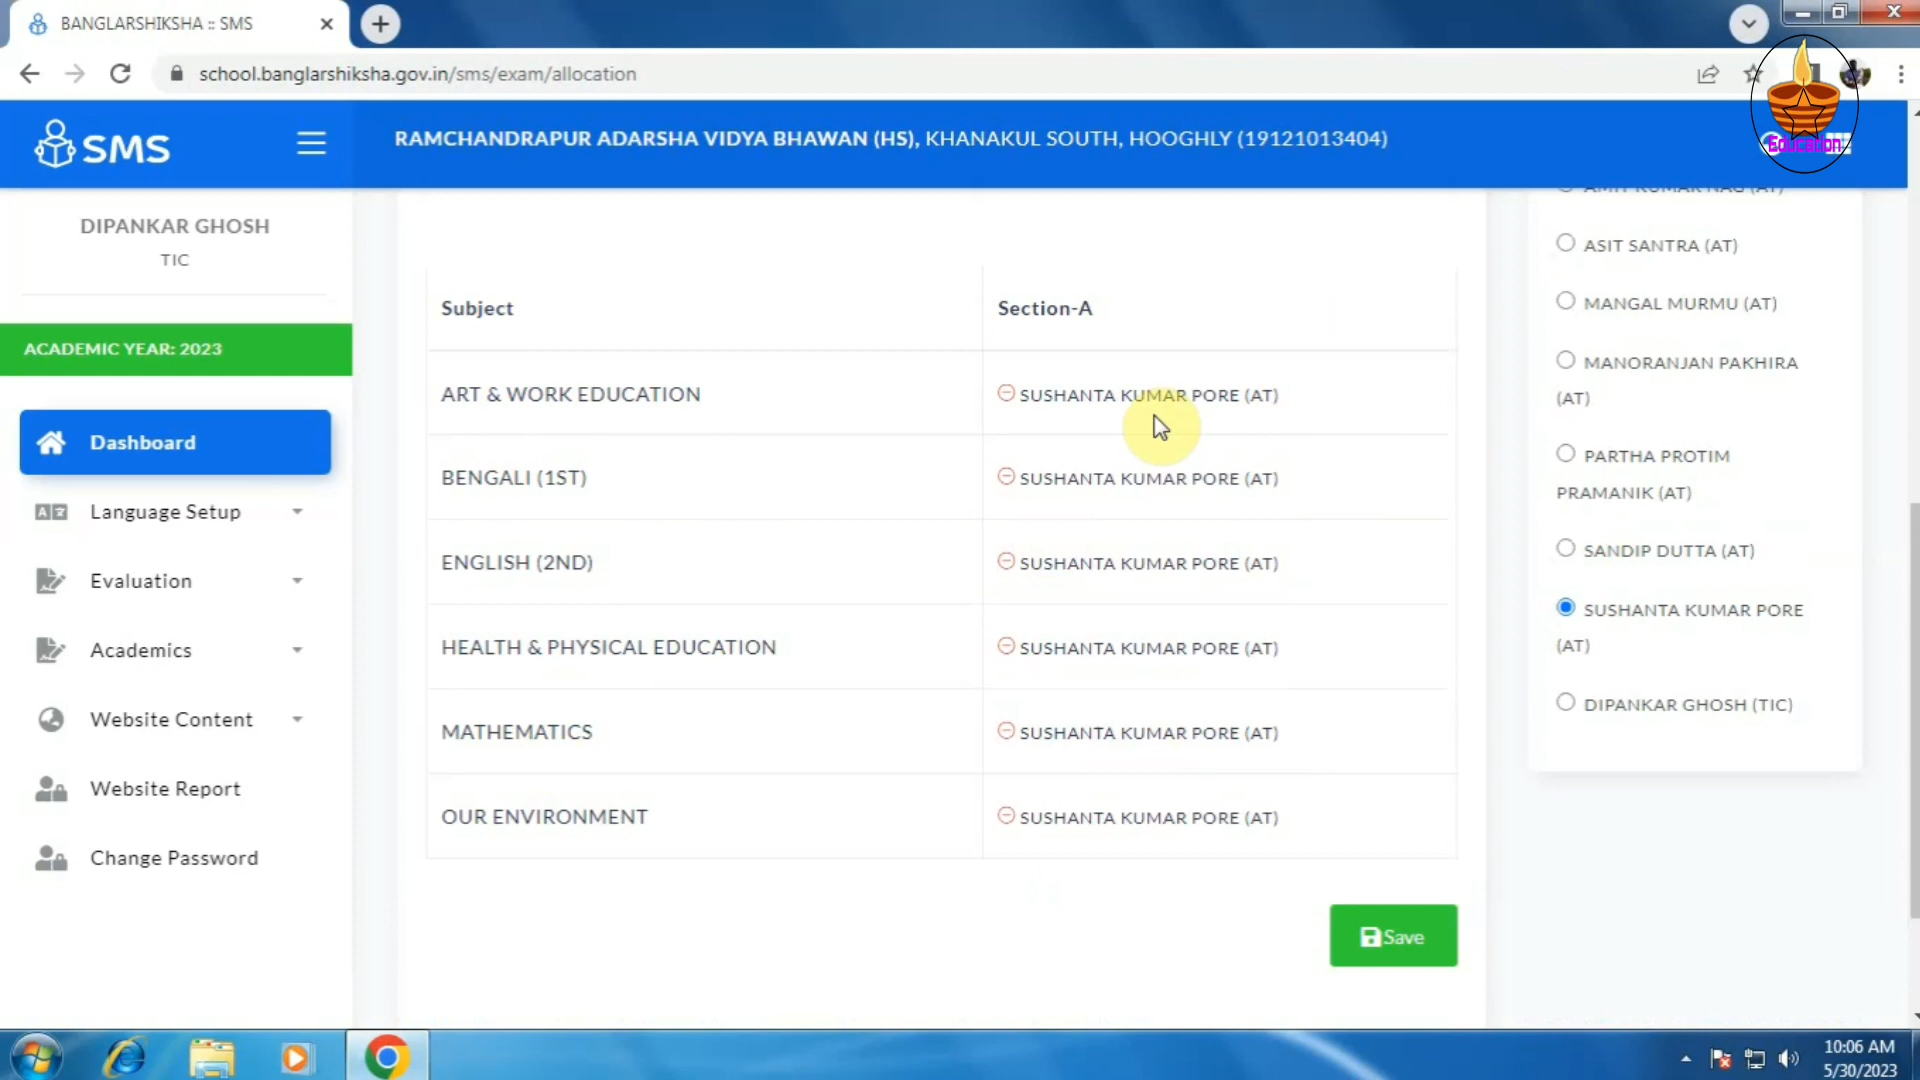 BANGLARSHIKSHA :: SMS
school.banglarshiksha.gov.in/sms/exam/allocation
SMS
RAMCHANDRAPUR ADARSHA VIDYA BHAWAN (HS), KHANAKUL SOUTH, HOOGHLY (19121013404)
Education
DIPANKAR GHOSH
TIC
ACADEMIC YEAR: 2023
Dashboard
Language Setup
Evaluation
Academics
Website Content
Website Report
Change Password
Subject Section-A
ART & WORK EDUCATION SUSHANTA KUMAR PORE (AT)
BENGALI (1ST) SUSHANTA KUMAR PORE (AT)
ENGLISH (2ND) SUSHANTA KUMAR PORE (AT)
HEALTH & PHYSICAL EDUCATION SUSHANTA KUMAR PORE (AT)
MATHEMATICS SUSHANTA KUMAR PORE (AT)
OUR ENVIRONMENT SUSHANTA KUMAR PORE (AT)
Save
AMIT KUMAR NAG (AT)
ASIT SANTRA (AT)
MANGAL MURMU (AT)
MANORANJAN PAKHIRA
(AT)
PARTHA PROTIM
PRAMANIK (AT)
SANDIP DUTTA (AT)
SUSHANTA KUMAR PORE
(AT)
DIPANKAR GHOSH (TIC)
10:06 AM
5/30/2023